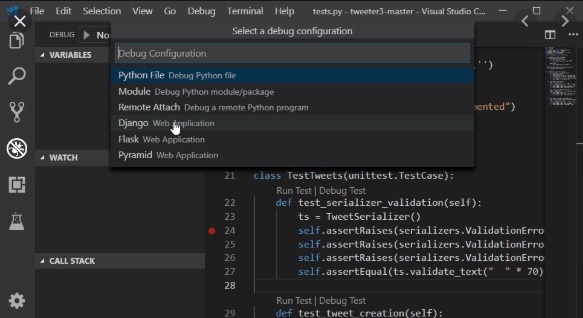 File Edit Selection View Go Debug Terminal Help tests.py - tweeter3-master - Visual Studio C...
Select a debug configuration
DEBUG No
Debug Configuration
VARIABLES
Python File Debug Python file
Module Debug Python module/package
Remote Attach Debug a remote Python program
Django Web Application
Flask Web Application
Pyramid Web Application
WATCH
CALL STACK
'')
mented")
21 class TestTweets(unittest.TestCase):
Run Test | Debug Test
22 def test_serializer_validation(self):
23 ts = TweetSerializer()
24 self.assertRaises(serializers.ValidationErro
25 self.assertRaises(serializers.ValidationErro
26 self.assertRaises(serializers.ValidationErro
27 self.assertEqual(ts.validate_text(" " * 70)
28
Run Test | Debug Test
29 def test_tweet_creation(self):